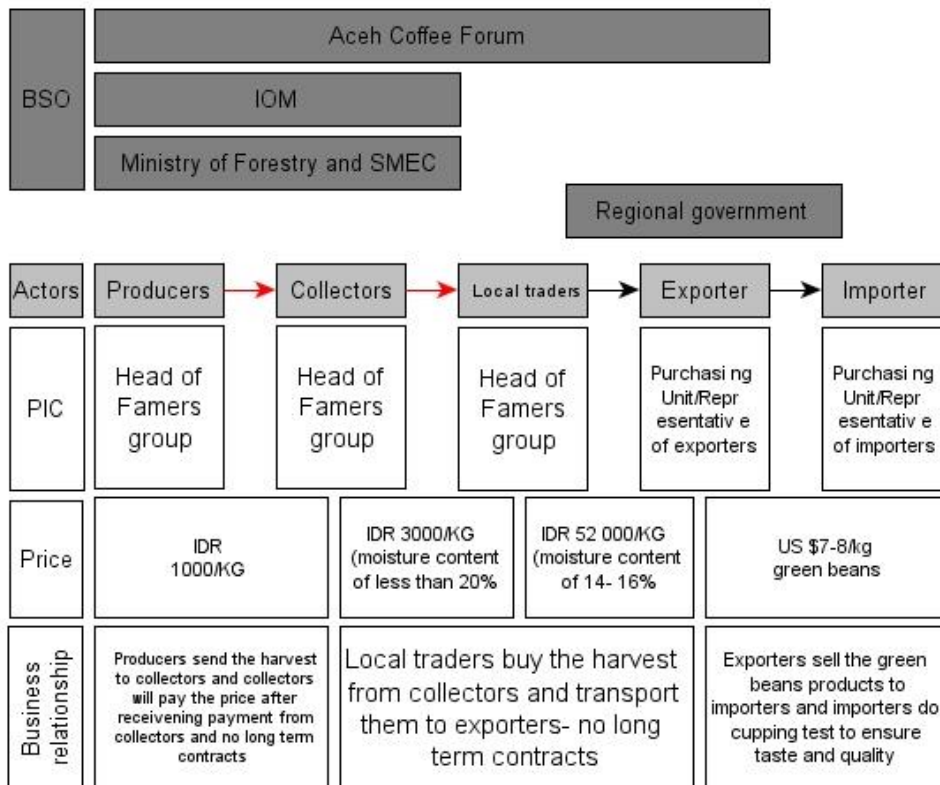 BSO
Aceh Coffee Forum
IOM
Ministry of Forestry and SMEC
Regional government
Actors
Producers
Collectors
Local traders
Exporter
Importer
PIC
Head of
Famers
group
Head of
Famers
group
Head of
Famers
group
Purchasi ng
Unit/Repr
esentativ e
of exporters
Purchasi ng
Unit/Repr
esentativ e
of importers
Price
IDR
1000/KG
IDR 3000/KG
(moisture content
of less than 20%
IDR 52 000/KG
(moisture content
of 14- 16%
US $7-8/kg
green beans
Business
relationship
Producers send the harvest
to collectors and collectors
will pay the price after
receivening payment from
collectors and no long term
contracts
Local traders buy the harvest
from collectors and transport
them to exporters- no long
term contracts
Exporters sell the green
beans products to
importers and importers do
cupping test to ensure
taste and quality